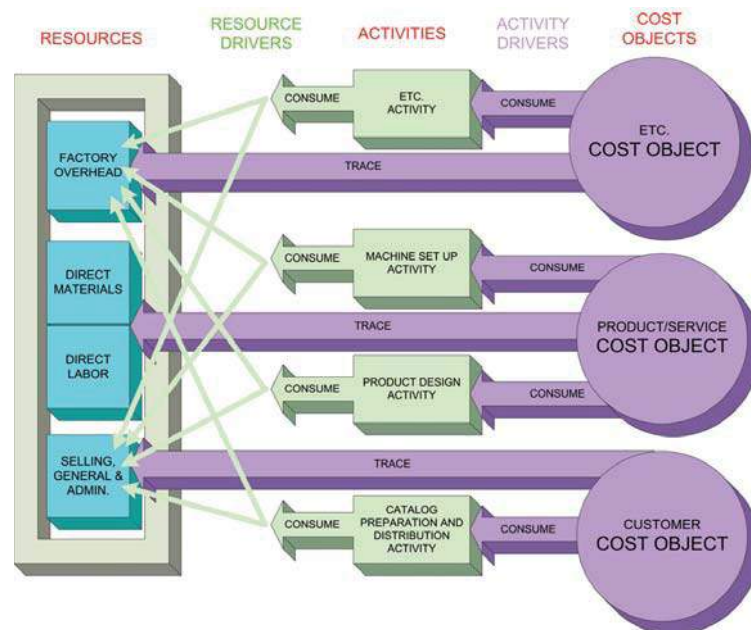 RESOURCES
RESOURCE
DRIVERS
ACTIVITIES
ACTIVITY
DRIVERS
COST
OBJECTS
CONSUME
ETC.
ACTIVITY
CONSUME
ETC.
COST OBJECT
FACTORY
OVERHEAD
TRACE
DIRECT
MATERIALS
CONSUME
MACHINE SET UP
ACTIVITY
CONSUME
TRACE
PRODUCT/SERVICE
COST OBJECT
DIRECT
LABOR
CONSUME
PRODUCT DESIGN
ACTIVITY
CONSUME
SELLING,
GENERAL &
ADMIN.
TRACE
CONSUME
CATALOG
PREPARATION AND
DISTRIBUTION
ACTIVITY
CONSUME
CUSTOMER
COST OBJECT